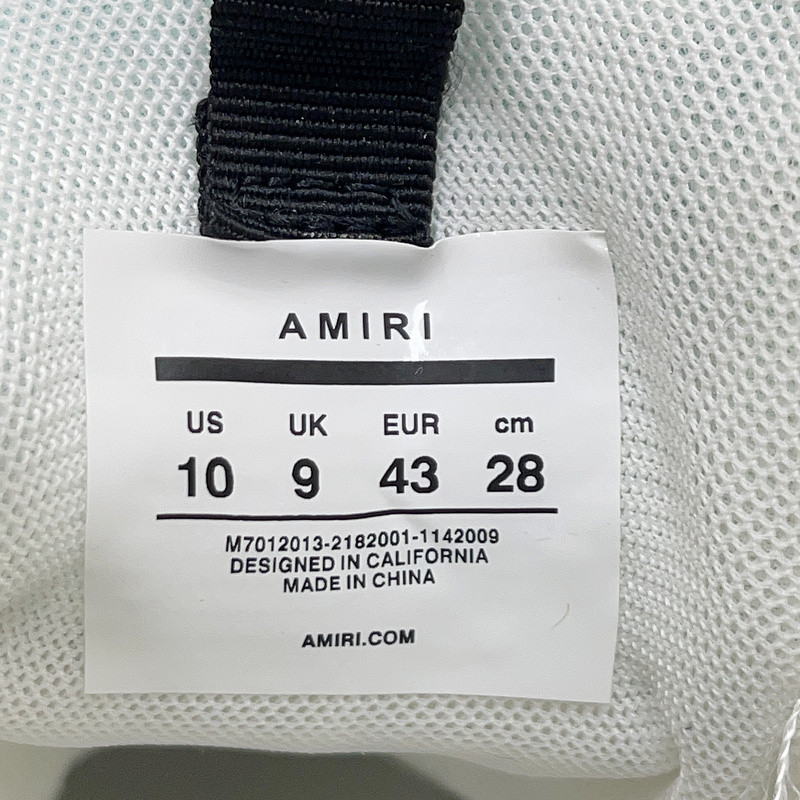 AMIRI
US UK EUR cm
10 9 43 28
M7012013-2182001-1142009
DESIGNED IN CALIFORNIA
MADE IN CHINA
AMIRI.COM